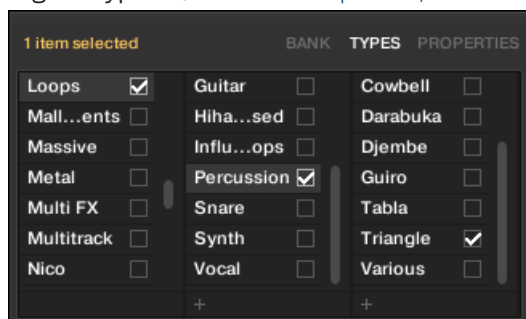 1 item selected BANK TYPES PROPERTIES
Loops Guitar Cowbell
Mall...ents Hiha...sed Darabuka
Massive Influ...ops Djembe
Metal Percussion Guiro
Multi FX Snare Tabla
Multitrack Synth Triangle
Nico Vocal Various
+ +